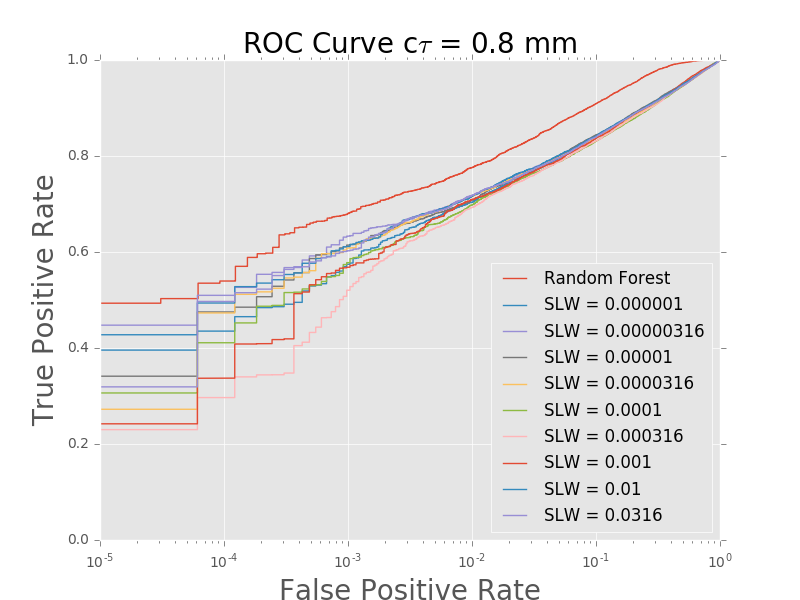 ROC Curve cτ = 0.8 mm
True Positive Rate
1.0
0.8
0.6
0.4
0.2
0.0
Random Forest
SLW = 0.000001
SLW = 0.00000316
SLW = 0.00001
SLW = 0.0000316
SLW = 0.0001
SLW = 0.000316
SLW = 0.001
SLW = 0.01
SLW = 0.0316
10^-5 10^-4 10^-3 10^-2 10^-1 10^0
False Positive Rate